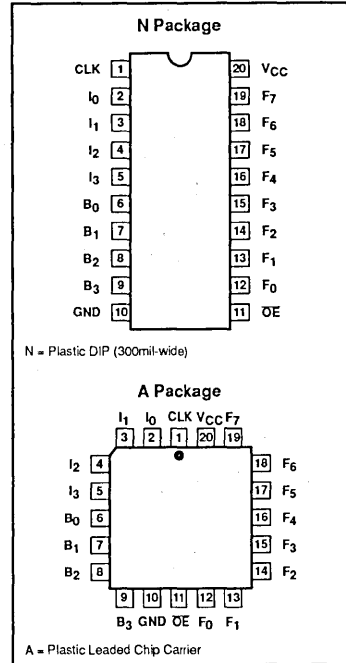 N Package
CLK 1 20 VCC
I0 2 19 F7
I1 3 18 F6
I2 4 17 F5
I3 5 16 F4
B0 6 15 F3
B1 7 14 F2
B2 8 13 F1
B3 9 12 F0
GND 10 11 O̅E̅
N = Plastic DIP (300mil-wide)
A Package
I1 I0 CLK VCC F7
3 2 1 20 19
I2 4 18 F6
I3 5 17 F5
B0 6 16 F4
B1 7 15 F3
B2 8 14 F2
9 10 11 12 13
B3 GND O̅E̅ F0 F1
A = Plastic Leaded Chip Carrier